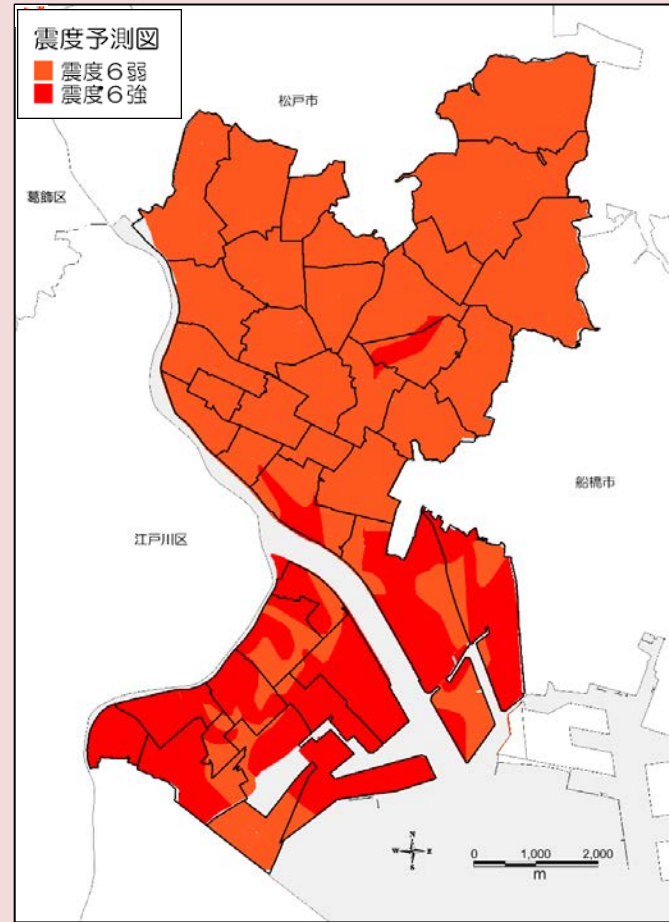 震度予測図
震度６弱
震度６強
松戸市
葛飾区
船橋市
江戸川区
N
W E
S
0 1,000 2,000
m